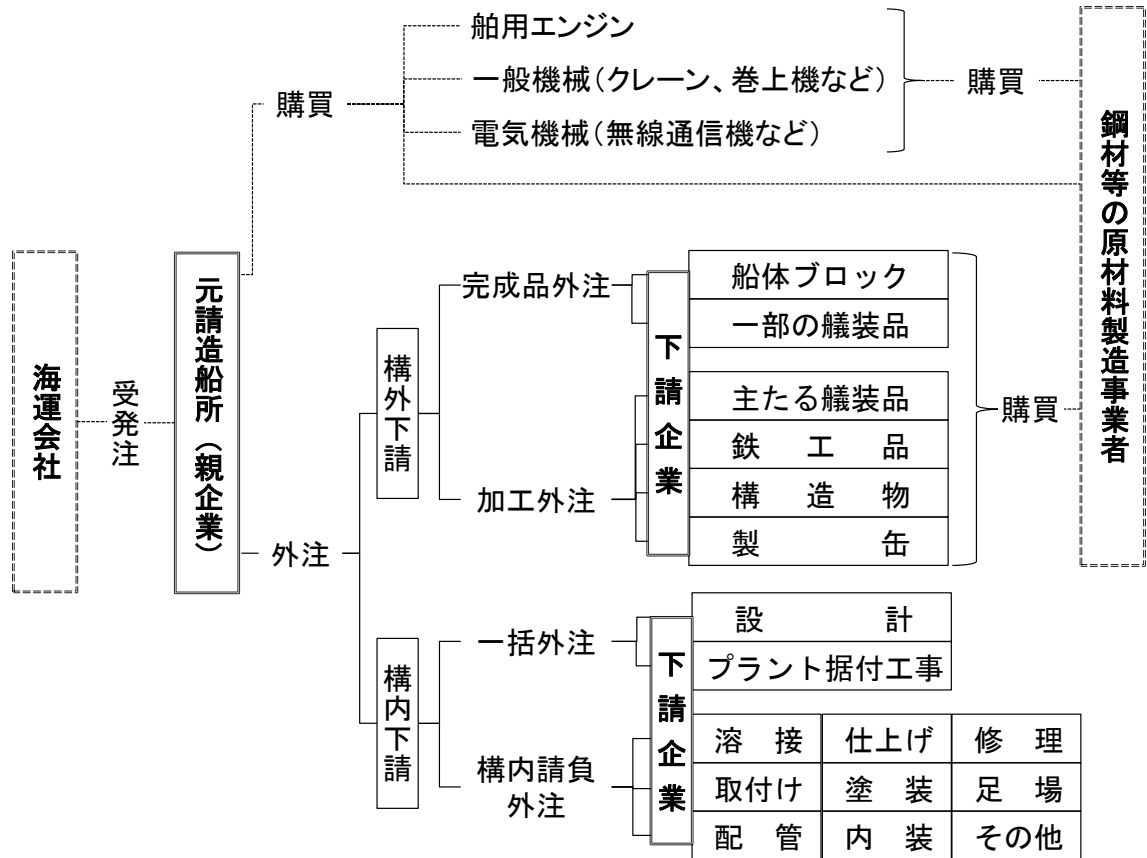 舶用エンジン
一般機械(クレーン、巻上機など)
電気機械(無線通信機など)
購買
購買
鋼材等の原材料製造事業者
海運会社
受発注
元請造船所(親企業)
外注
構外下請
完成品外注
加工外注
下請企業
船体ブロック
一部の艤装品
主たる艤装品
鉄工品
構造物
製缶
購買
構内下請
一括外注
構内請負
外注
下請企業
設計
プラント据付工事
溶接 仕上げ 修理
取付け 塗装 足場
配管 内装 その他